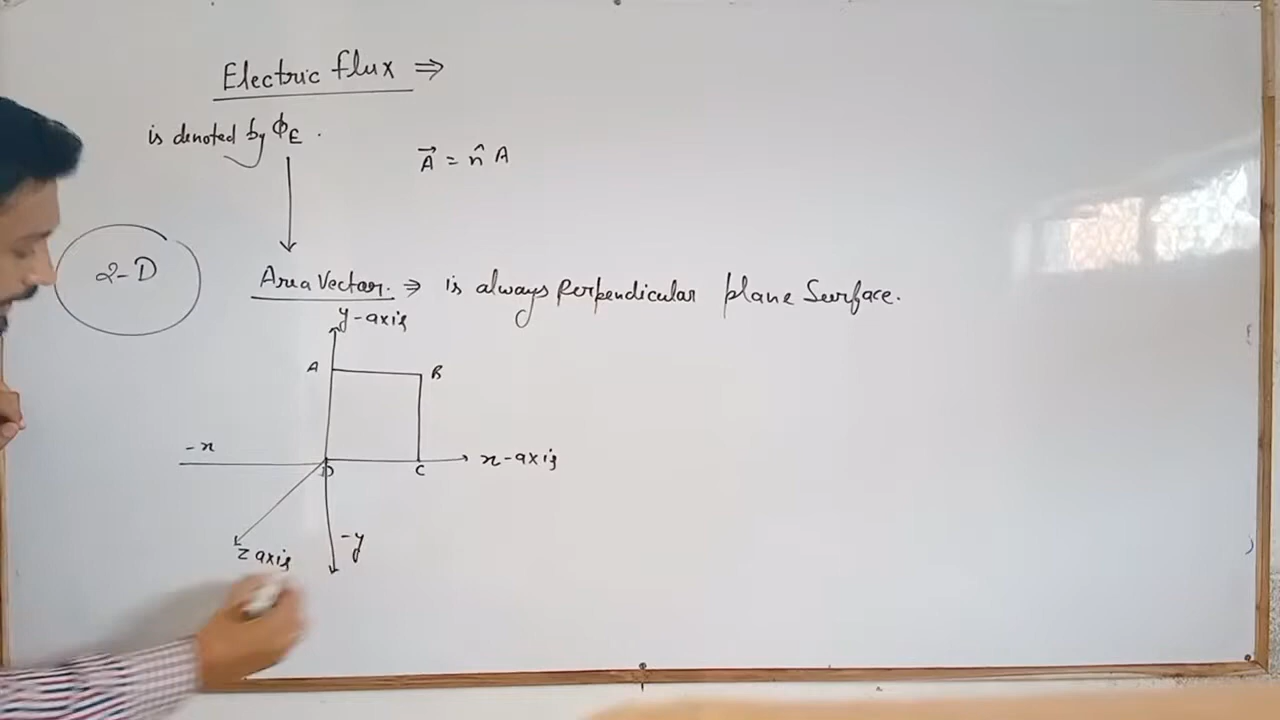 Electric flux ⇒
is denoted by ΦE .
A⃗ = n̂ A
2-D
Area Vector. ⇒ is always perpendicular plane Surface.
y-axis
A
B
-x
D
C
x-axis
-y
Z axis